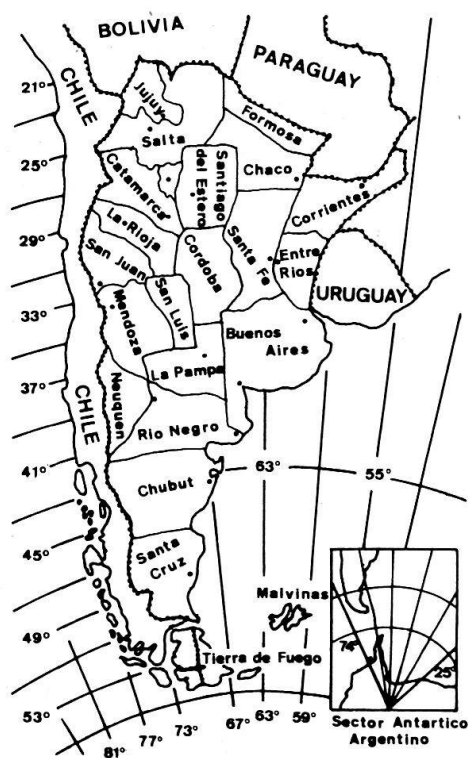 BOLIVIA
PARAGUAY
CHILE
21°
Jujuy
Formosa
Salta
25°
Santiago
del Estero
Chaco
Catamarca
Corrientes
29°
La Rioja
Santa Fe
Entre
Rios
San Juan
Cordoba
URUGUAY
33°
San Luis
Mendoza
Buenos
Aires
La Pampa
37°
Neuquen
CHILE
Rio Negro
41°
63°
55°
Chubut
45°
Santa
Cruz
Malvinas
49°
74°
25°
Tierra de Fuego
53°
81°
77°
73°
67°
63°
59°
Sector Antartico
Argentino